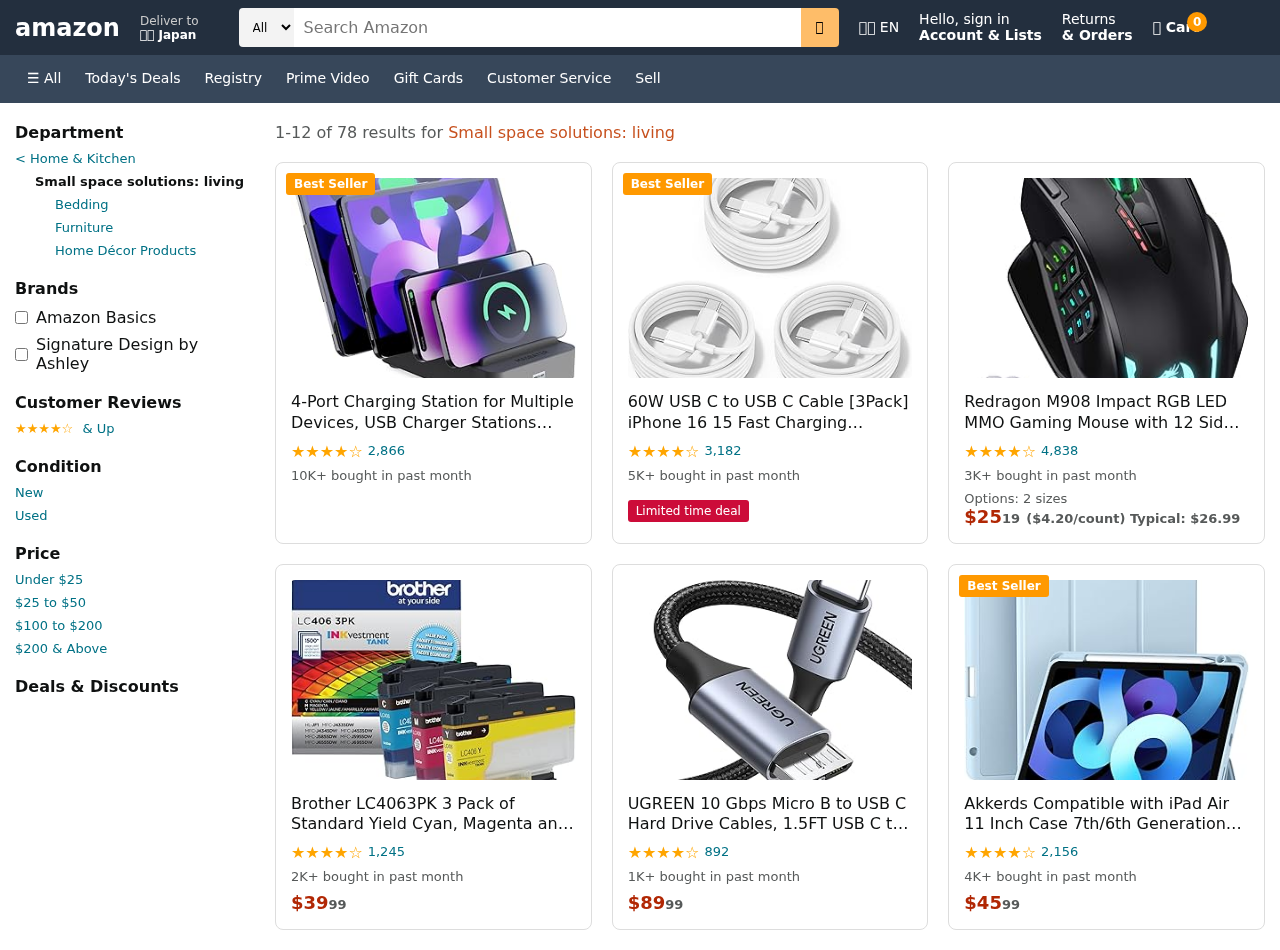 amazon
Deliver to
Japan
All
Search Amazon
EN
Hello, sign in
Account & Lists
Returns
& Orders
0
☰ All
Today's Deals
Registry
Prime Video
Gift Cards
Customer Service
Sell
Department
< Home & Kitchen
Small space solutions: living
Bedding
Furniture
Home Décor Products
Brands
Amazon Basics
Signature Design by
Ashley
Customer Reviews
★★★★☆ & Up
Condition
New
Used
Price
Under $25
$25 to $50
$100 to $200
$200 & Above
Deals & Discounts
1-12 of 78 results for Small space solutions: living
Best Seller
4-Port Charging Station for Multiple
Devices, USB Charger Stations…
★★★★☆ 2,866
10K+ bought in past month
Best Seller
60W USB C to USB C Cable [3Pack]
iPhone 16 15 Fast Charging…
★★★★☆ 3,182
5K+ bought in past month
Limited time deal
Redragon M908 Impact RGB LED
MMO Gaming Mouse with 12 Sid…
★★★★☆ 4,838
3K+ bought in past month
Options: 2 sizes
$2519 ($4.20/count) Typical: $26.99
brother
at your side
LC406 3PK
INKvestment
TANK
Brother LC4063PK 3 Pack of
Standard Yield Cyan, Magenta an…
★★★★☆ 1,245
2K+ bought in past month
$3999
UGREEN
UGREEN
UGREEN 10 Gbps Micro B to USB C
Hard Drive Cables, 1.5FT USB C t…
★★★★☆ 892
1K+ bought in past month
$8999
Best Seller
Akkerds Compatible with iPad Air
11 Inch Case 7th/6th Generation…
★★★★☆ 2,156
4K+ bought in past month
$4599